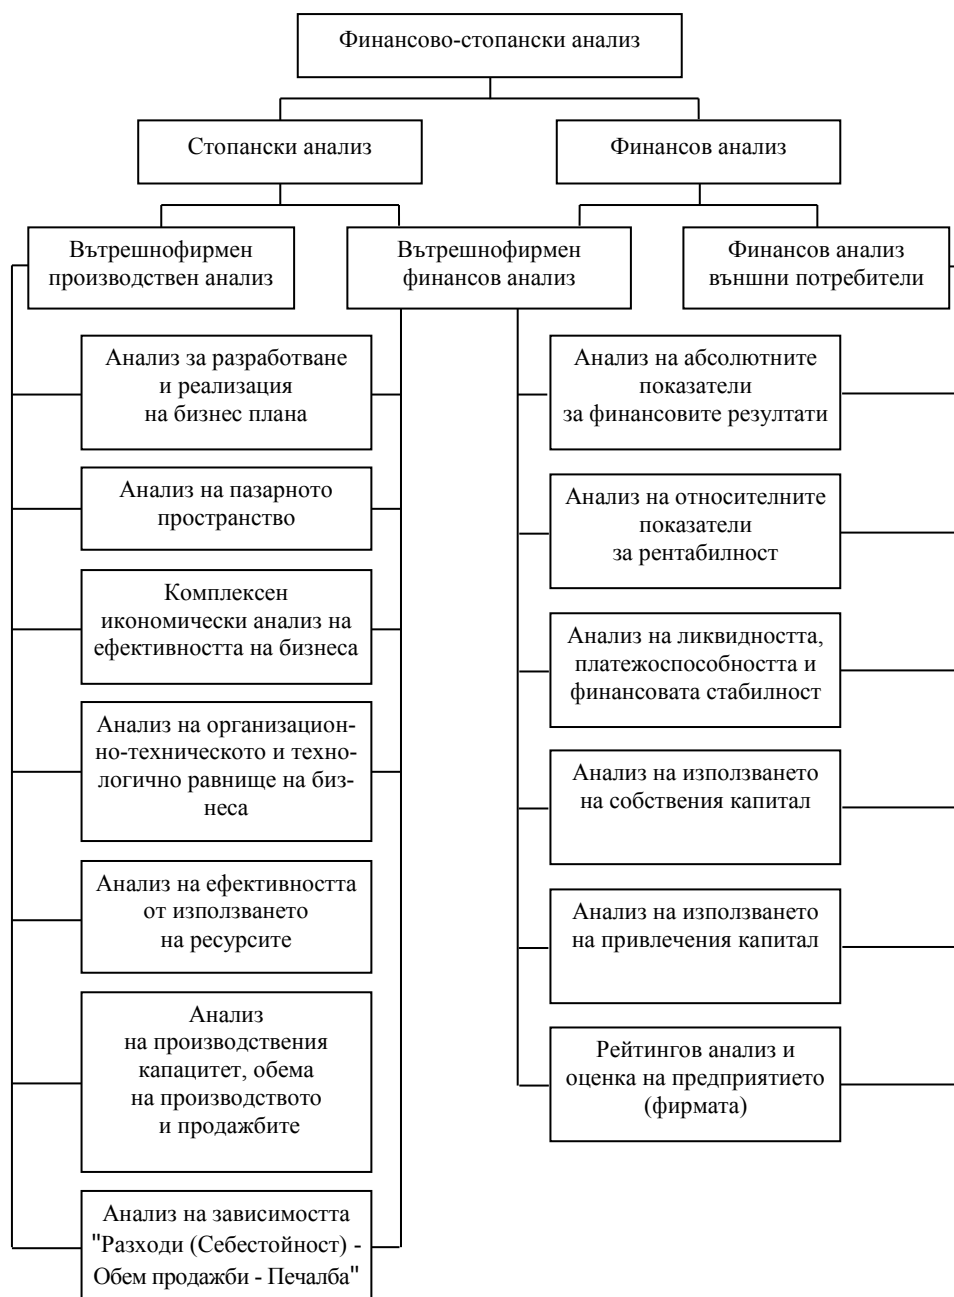 Финансово-стопански анализ
Стопански анализ
Финансов анализ
Вътрешнофирмен
производствен анализ
Вътрешнофирмен
финансов анализ
Финансов анализ
външни потребители
Анализ за разработване
и реализация
на бизнес плана
Анализ на пазарното
пространство
Комплексен
икономически анализ на
ефективността на бизнеса
Анализ на организацион-
но-техническото и техно-
логично равнище на биз-
неса
Анализ на ефективността
от използването
на ресурсите
Анализ
на производствения
капацитет, обема
на производството
и продажбите
Анализ на зависимостта
"Разходи (Себестойност) -
Обем продажби - Печалба"
Анализ на абсолютните
показатели
за финансовите резултати
Анализ на относителните
показатели
за рентабилност
Анализ на ликвидността,
платежоспособността и
финансовата стабилност
Анализ на използването
на собствения капитал
Анализ на използването
на привлечения капитал
Рейтингов анализ и
оценка на предприятието
(фирмата)